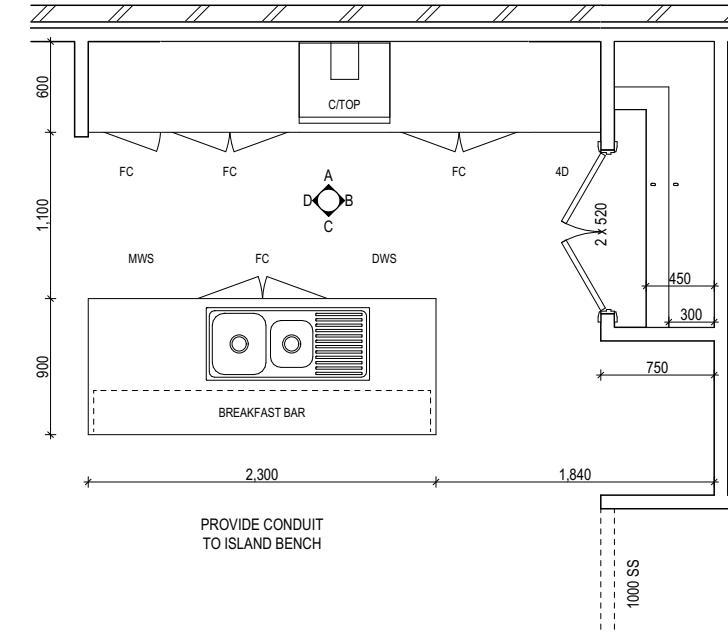 600
C/TOP
FC
FC
FC
4D
A
D
B
C
1,100
2 X 520
MWS
FC
DWS
450
300
900
750
BREAKFAST BAR
2,300
1,840
PROVIDE CONDUIT
TO ISLAND BENCH
1000 SS